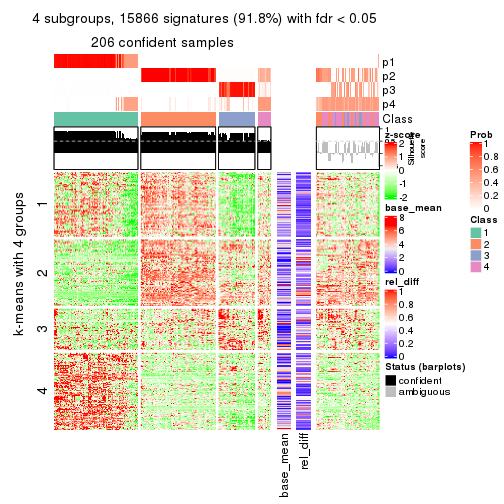 4 subgroups, 15866 signatures (91.8%) with fdr < 0.05
206 confident samples
p1
p2
p3
p4
Class
1
Silhouette
score
z-score
2
1
0
-1
-2
base_mean
8
6
4
2
0
rel_diff
1
0.8
0.6
0.4
0.2
0
Status (barplots)
confident
ambiguous
Prob
1
0.8
0.6
0.4
0.2
0
Class
1
2
3
4
k-means with 4 groups
1
2
3
4
base_mean
rel_diff